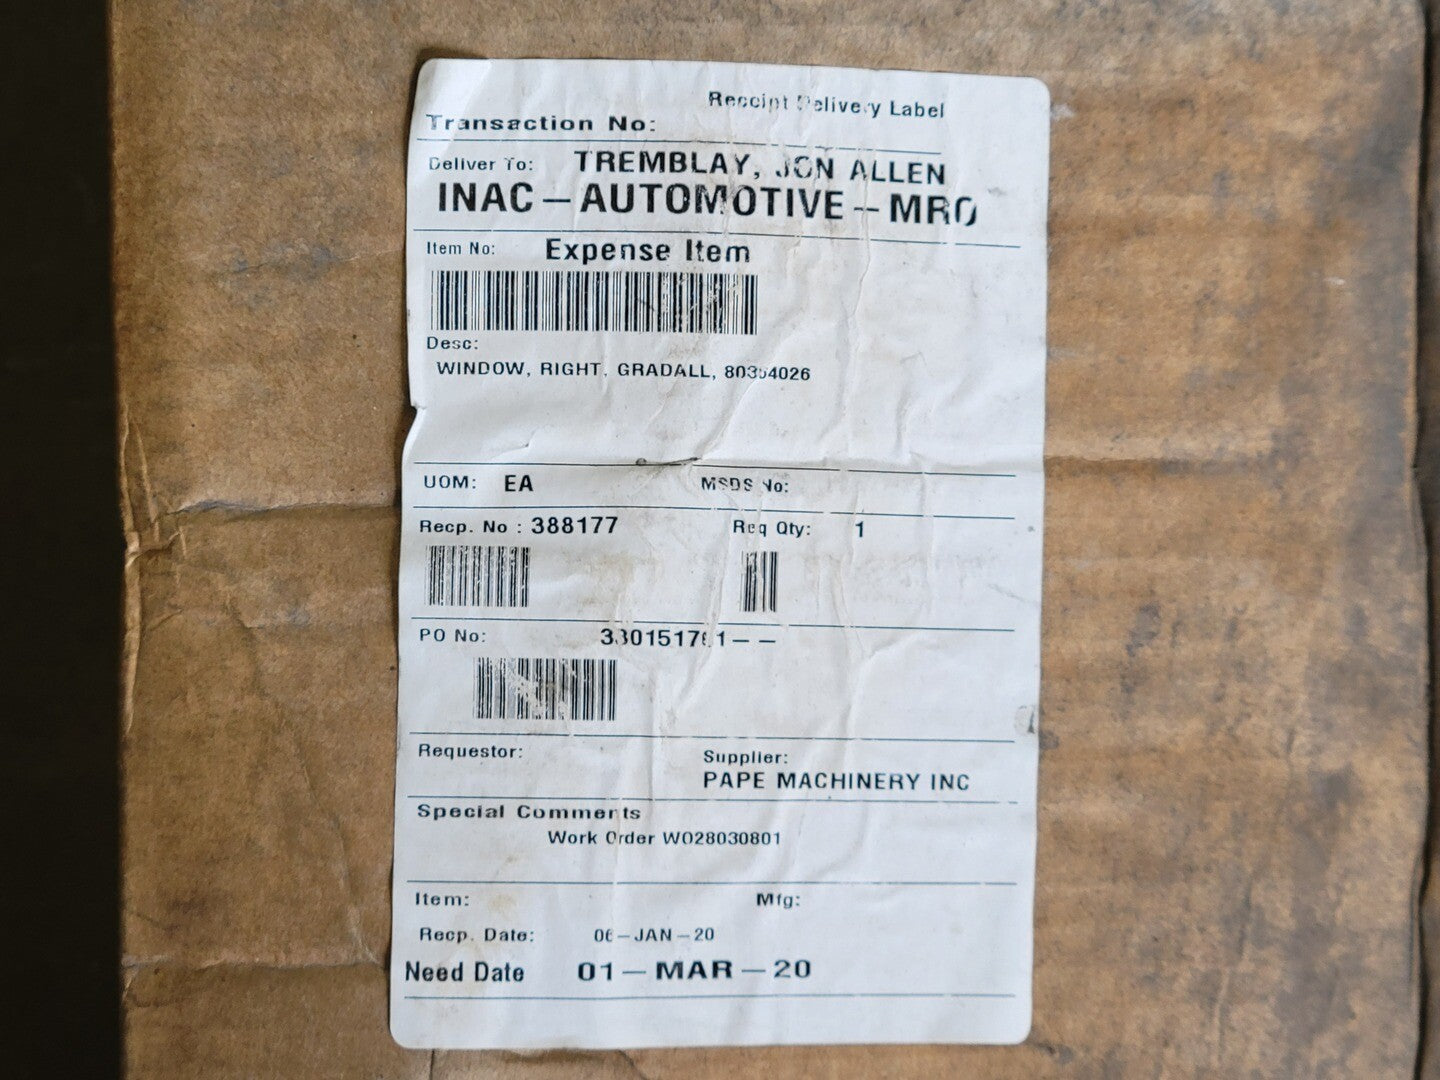 Receipt Delivery Label
Transaction No:
Deliver To: TREMBLAY, JON ALLEN
INAC - AUTOMOTIVE - MRO
Item No: Expense Item
Desc:
WINDOW, RIGHT, GRADALL, 80354026
UOM: EA MSDS No:
Recp. No : 388177 Req Qty: 1
PO No:
Requestor: Supplier:
PAPE MACHINERY INC
Special Comments
Work Order WO28030801
Item: Mfg:
Recp. Date: 06-JAN-20
Need Date 01-MAR-20